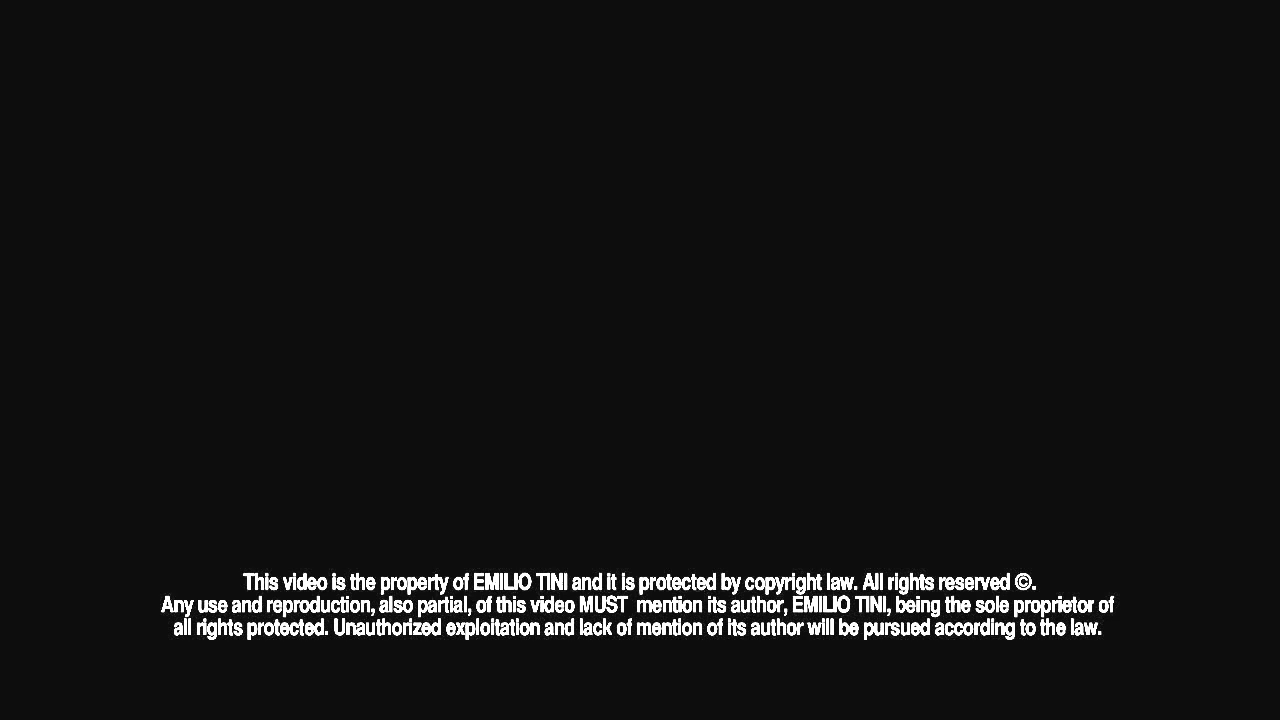 This video is the property of EMILIO TINI and it is protected by copyright law. All rights reserved ©.
Any use and reproduction, also partial, of this video MUST  mention its author, EMILIO TINI, being the sole proprietor of
all rights protected. Unauthorized exploitation and lack of mention of its author will be pursued according to the law.